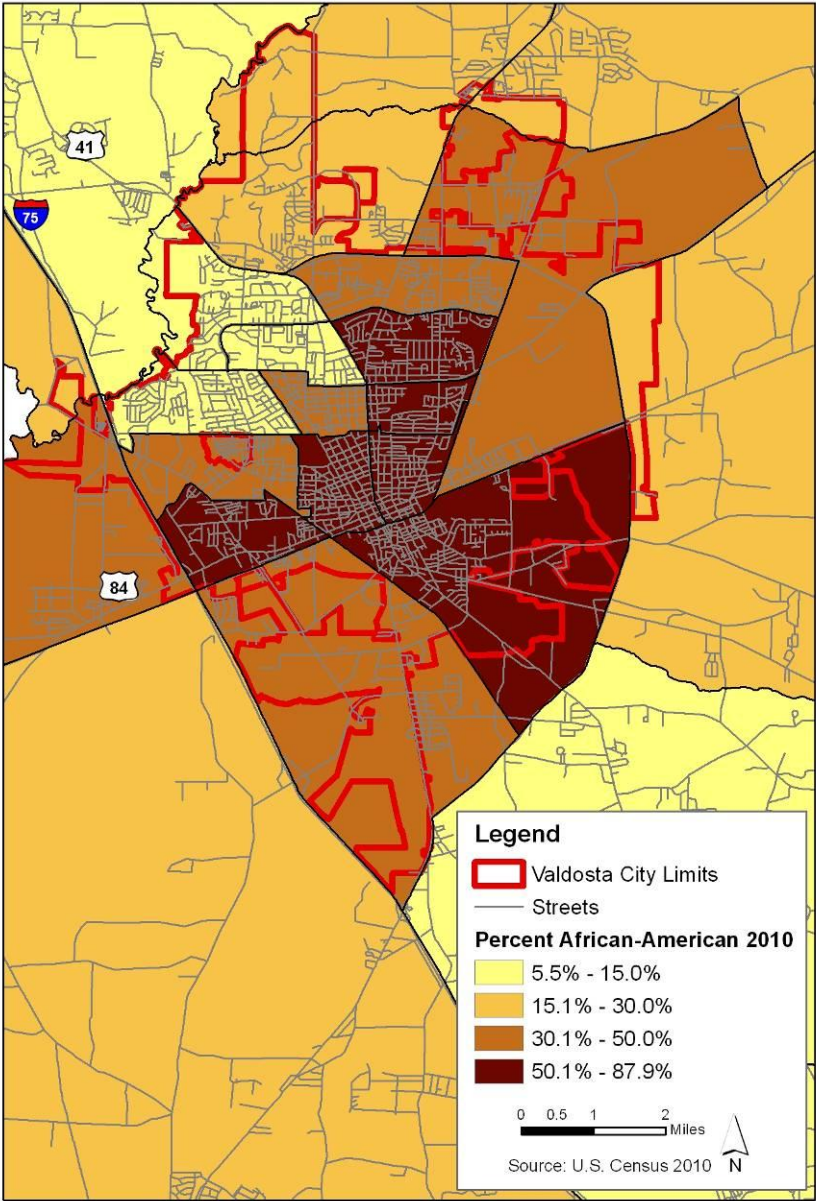 41
75
84
Legend
Valdosta City Limits
Streets
Percent African-American 2010
5.5% - 15.0%
15.1% - 30.0%
30.1% - 50.0%
50.1% - 87.9%
0 0.5 1 2
Miles
Source: U.S. Census 2010 N